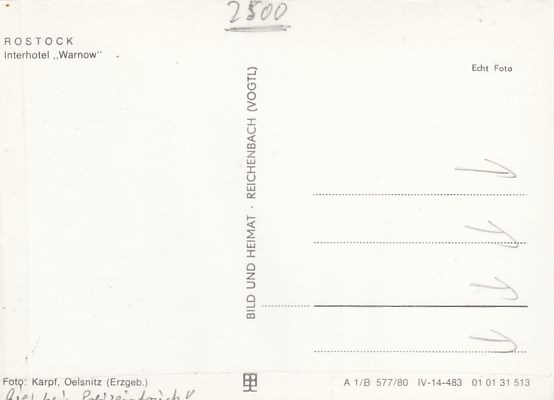 2500
ROSTOCK
Interhotel „Warnow"
Echt Foto
BILD UND HEIMAT · REICHENBACH (VOGTL)
Foto: Karpf, Oelsnitz (Erzgeb.)
A 1/B 577/80 IV-14-483 01 01 31 513